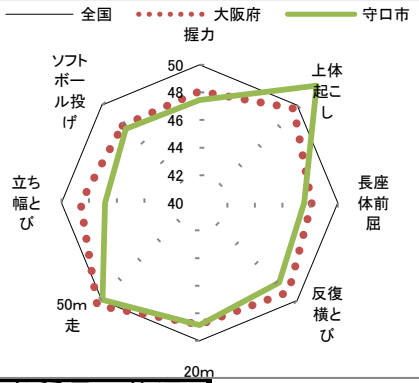 全国 大阪府 守口市
握力
50
48
46
44
42
40
上体
起こ
し
長座
体前
屈
反復
横と
び
20m
50m
走
立ち
幅と
び
ソフト
ボー
ル投
げ